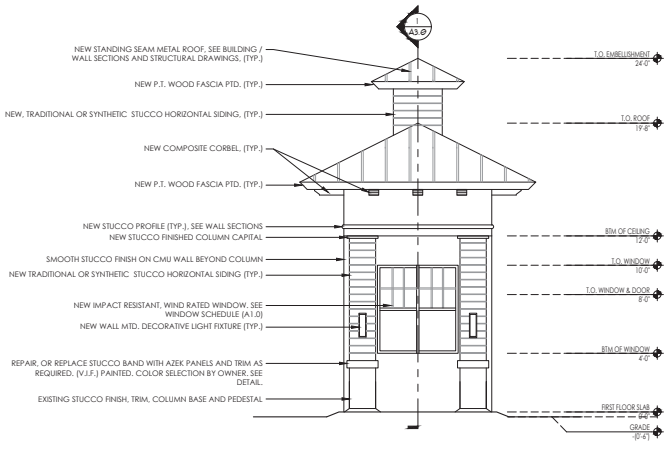 1
A3.0
NEW STANDING SEAM METAL ROOF, SEE BUILDING /
WALL SECTIONS AND STRUCTURAL DRAWINGS, (TYP.)
NEW P.T. WOOD FASCIA PTD. (TYP.)
NEW, TRADITIONAL OR SYNTHETIC STUCCO HORIZONTAL SIDING, (TYP.)
NEW COMPOSITE CORBEL, (TYP.)
NEW P.T. WOOD FASCIA PTD. (TYP.)
NEW STUCCO PROFILE (TYP.), SEE WALL SECTIONS
NEW STUCCO FINISHED COLUMN CAPITAL
SMOOTH STUCCO FINISH ON CMU WALL BEYOND COLUMN
NEW TRADITIONAL OR SYNTHETIC STUCCO HORIZONTAL SIDING (TYP.)
NEW IMPACT RESISTANT, WIND RATED WINDOW. SEE
WINDOW SCHEDULE (A1.0)
NEW WALL MTD. DECORATIVE LIGHT FIXTURE (TYP.)
REPAIR, OR REPLACE STUCCO BAND WITH AZEK PANELS AND TRIM AS
REQUIRED. (V.I.F.) PAINTED. COLOR SELECTION BY OWNER. SEE
DETAIL.
EXISTING STUCCO FINISH, TRIM, COLUMN BASE AND PEDESTAL
T.O. EMBELLISHMENT
24'-0"
T.O. ROOF
19'-8"
BTM OF CEILING
12'-0"
T.O. WINDOW
10'-0"
T.O. WINDOW & DOOR
8'-0"
BTM OF WINDOW
4'-0"
FIRST FLOOR SLAB
0'-0"
GRADE
-(0'-6")